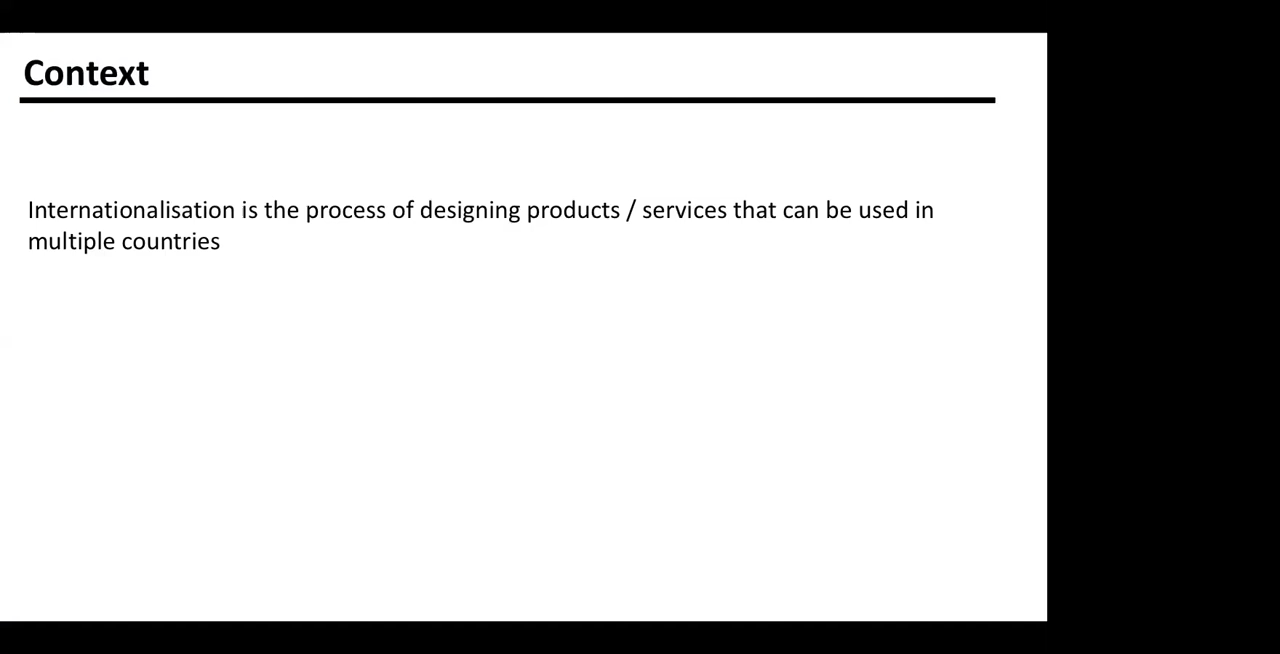 Context
Internationalisation is the process of designing products / services that can be used in
multiple countries